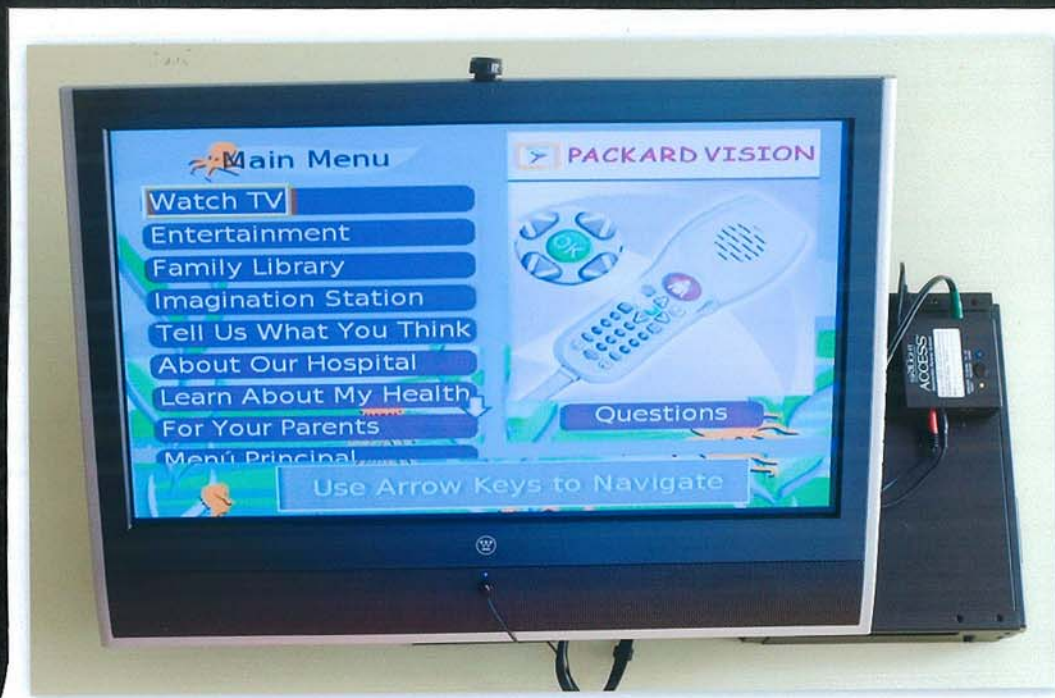 Main Menu
Watch TV
Entertainment
Family Library
Imagination Station
Tell Us What You Think
About Our Hospital
Learn About My Health
For Your Parents
Menú Principal
Use Arrow Keys to Navigate
PACKARD VISION
OK
Questions
ACCESS